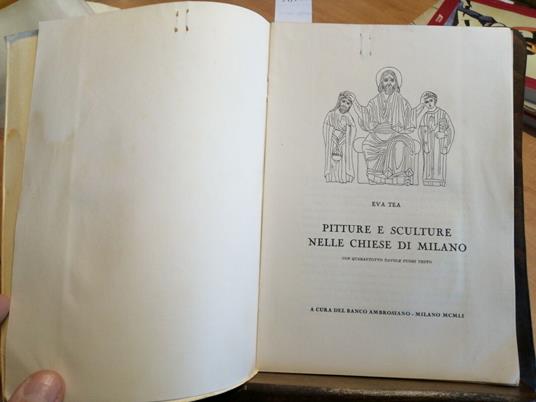 EVA TEA
PITTURE E SCULTURE
NELLE CHIESE DI MILANO
CON QUARANTOTTO TAVOLE FUORI TESTO
A CURA DEL BANCO AMBROSIANO - MILANO MCMLI